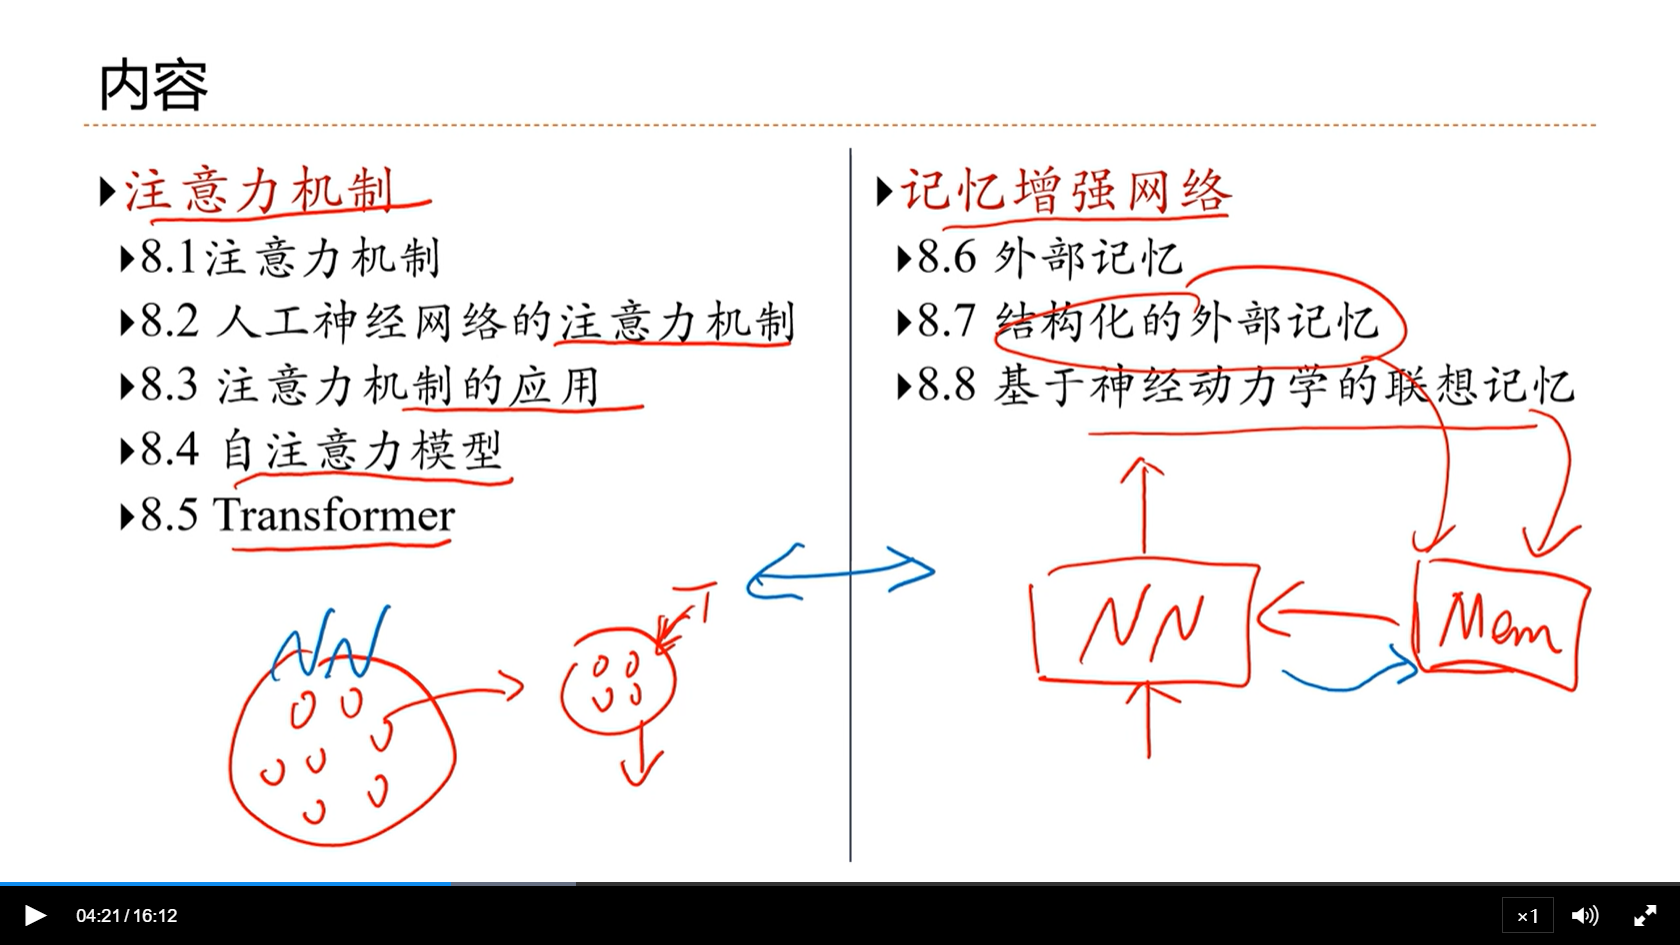 内容
注意力机制
8.1注意力机制
8.2 人工神经网络的注意力机制
8.3 注意力机制的应用
8.4 自注意力模型
8.5 Transformer
记忆增强网络
8.6 外部记忆
8.7 结构化的外部记忆
8.8 基于神经动力学的联想记忆
NN
T
NN
Mem
04:21/16:12
×1